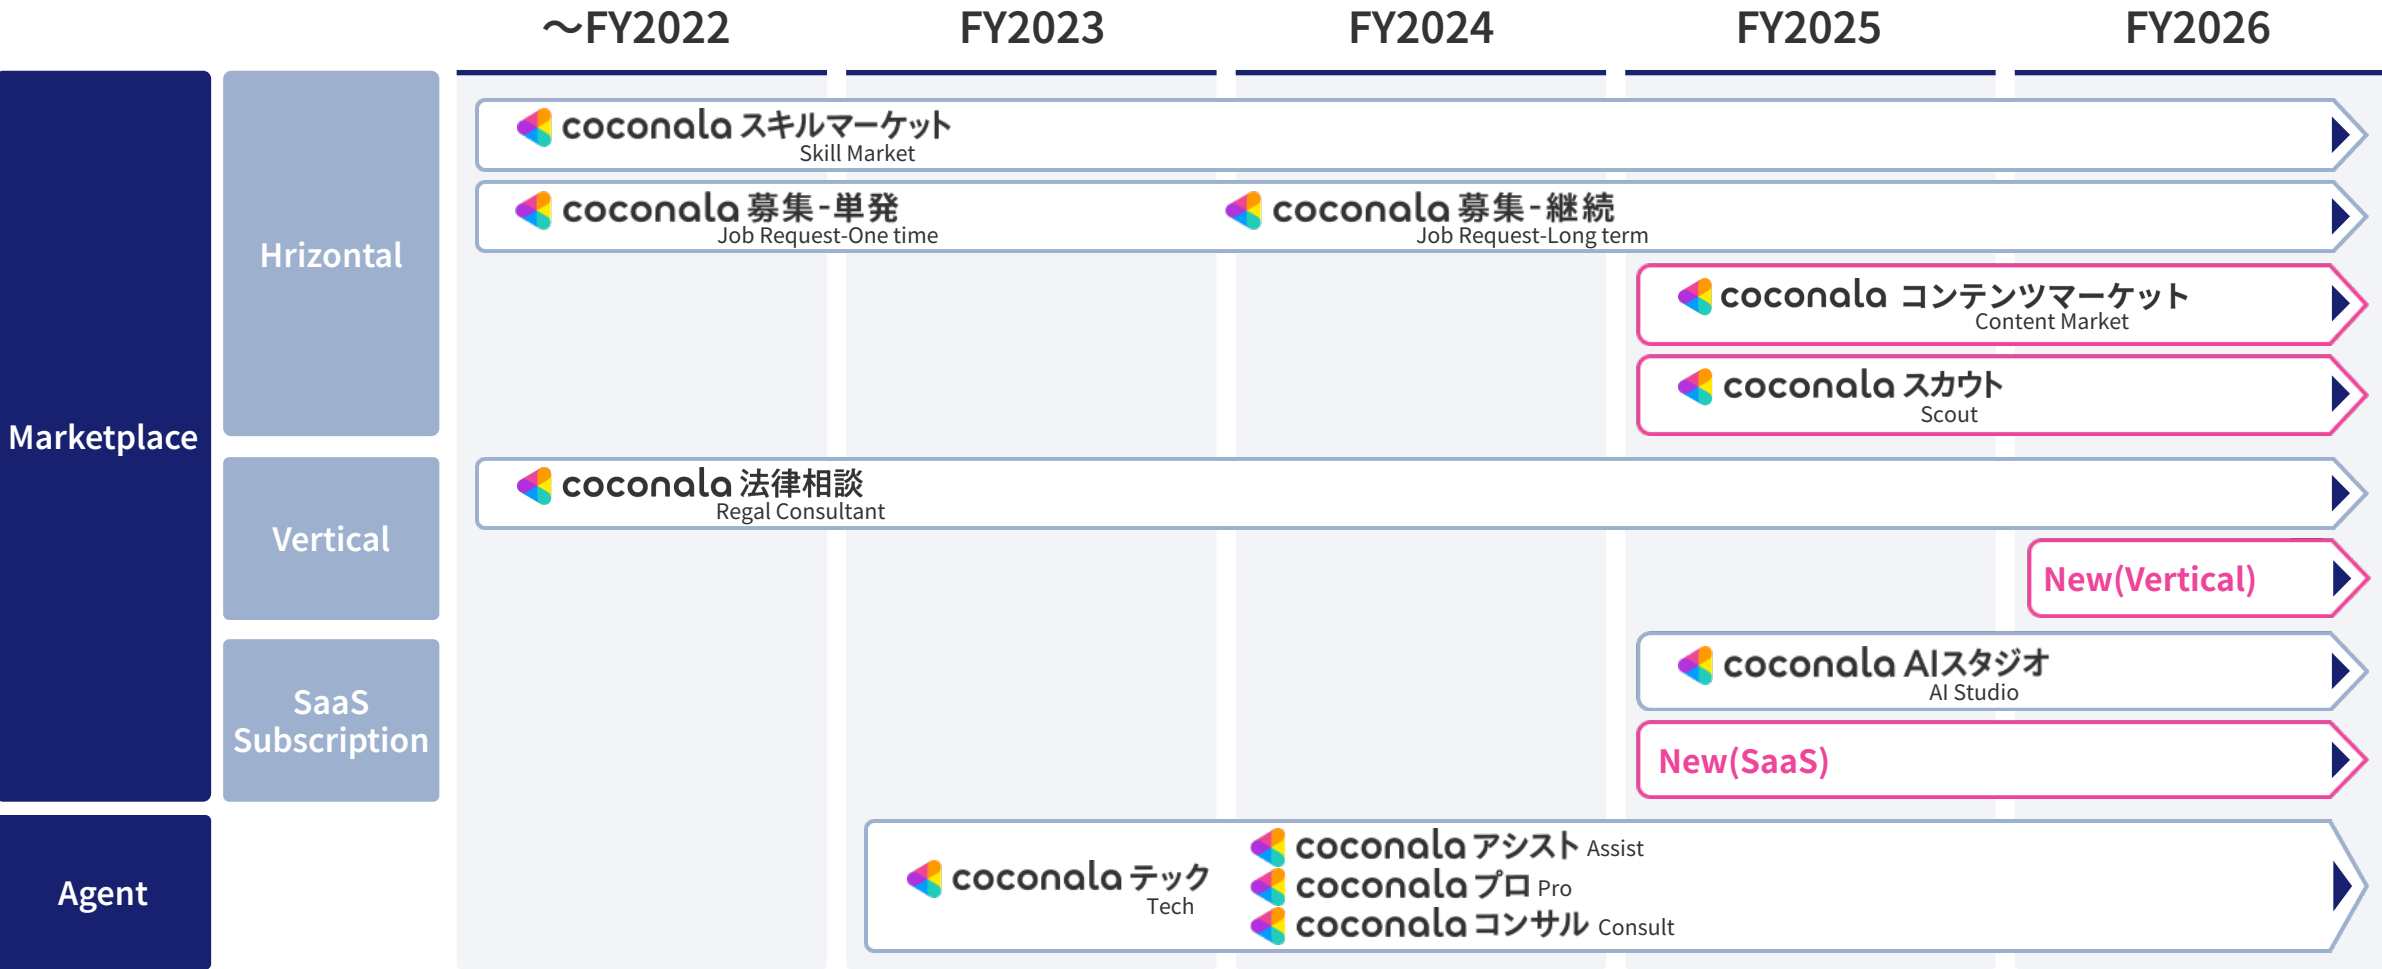 ～FY2022
FY2023
FY2024
FY2025
FY2026
Marketplace
Hrizontal
coconala スキルマーケット
Skill Market
coconala 募集-単発
Job Request-One time
coconala 募集-継続
Job Request-Long term
coconala コンテンツマーケット
Content Market
coconala スカウト
Scout
Vertical
coconala 法律相談
Regal Consultant
New(Vertical)
SaaS
Subscription
coconala AIスタジオ
AI Studio
New(SaaS)
Agent
coconala テック
Tech
coconala アシスト Assist
coconala プロ Pro
coconala コンサル Consult